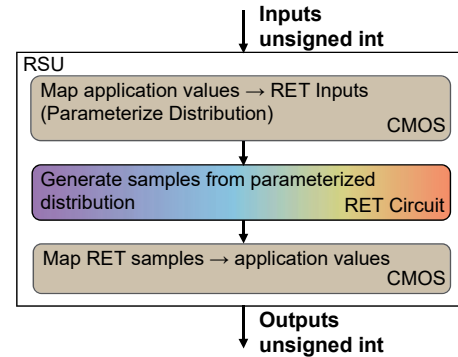 Inputs
unsigned int
RSU
Map application values → RET Inputs
(Parameterize Distribution)
CMOS
Generate samples from parameterized
distribution
RET Circuit
Map RET samples → application values
CMOS
Outputs
unsigned int